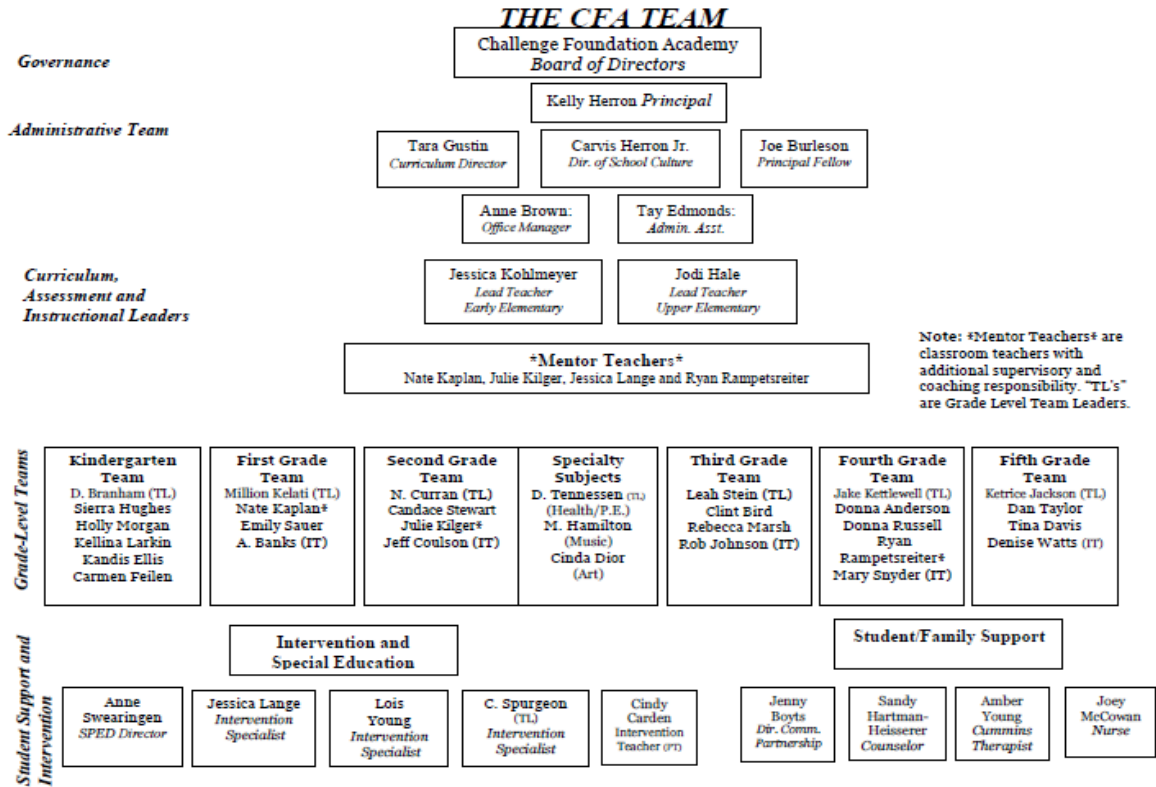 THE CFA TEAM
Governance
Challenge Foundation Academy
Board of Directors
Kelly Herron Principal
Administrative Team
Tara Gustin
Curriculum Director
Carvis Herron Jr.
Dir. of School Culture
Joe Burleson
Principal Fellow
Anne Brown:
Office Manager
Tay Edmonds:
Admin. Asst.
Curriculum,
Assessment and
Instructional Leaders
Jessica Kohlmeyer
Lead Teacher
Early Elementary
Jodi Hale
Lead Teacher
Upper Elementary
*Mentor Teachers*
Nate Kaplan, Julie Kilger, Jessica Lange and Ryan Rampetsreiter
Note: *Mentor Teachers* are
classroom teachers with
additional supervisory and
coaching responsibility. "TL's"
are Grade Level Team Leaders.
Grade-Level Teams
Kindergarten
Team
D. Branham (TL)
Sierra Hughes
Holly Morgan
Kellina Larkin
Kandis Ellis
Carmen Feilen
First Grade
Team
Million Kelati (TL)
Nate Kaplan*
Emily Sauer
A. Banks (IT)
Second Grade
Team
N. Curran (TL)
Candace Stewart
Julie Kilger*
Jeff Coulson (IT)
Specialty
Subjects
D. Tennessen (TL)
(Health/P.E.)
M. Hamilton
(Music)
Cinda Dior
(Art)
Third Grade
Team
Leah Stein (TL)
Clint Bird
Rebecca Marsh
Rob Johnson (IT)
Fourth Grade
Team
Jake Kettlewell (TL)
Donna Anderson
Donna Russell
Ryan
Rampetsreiter*
Mary Snyder (IT)
Fifth Grade
Team
Ketrice Jackson (TL)
Dan Taylor
Tina Davis
Denise Watts (IT)
Student Support and
Intervention
Intervention and
Special Education
Student/Family Support
Anne
Swearingen
SPED Director
Jessica Lange
Intervention
Specialist
Lois
Young
Intervention
Specialist
C. Spurgeon
(TL)
Intervention
Specialist
Cindy
Carden
Intervention
Teacher (PT)
Jenny
Boyts
Dir. Comm.
Partnership
Sandy
Hartman-
Heisserer
Counselor
Amber
Young
Cummins
Therapist
Joey
McCowan
Nurse